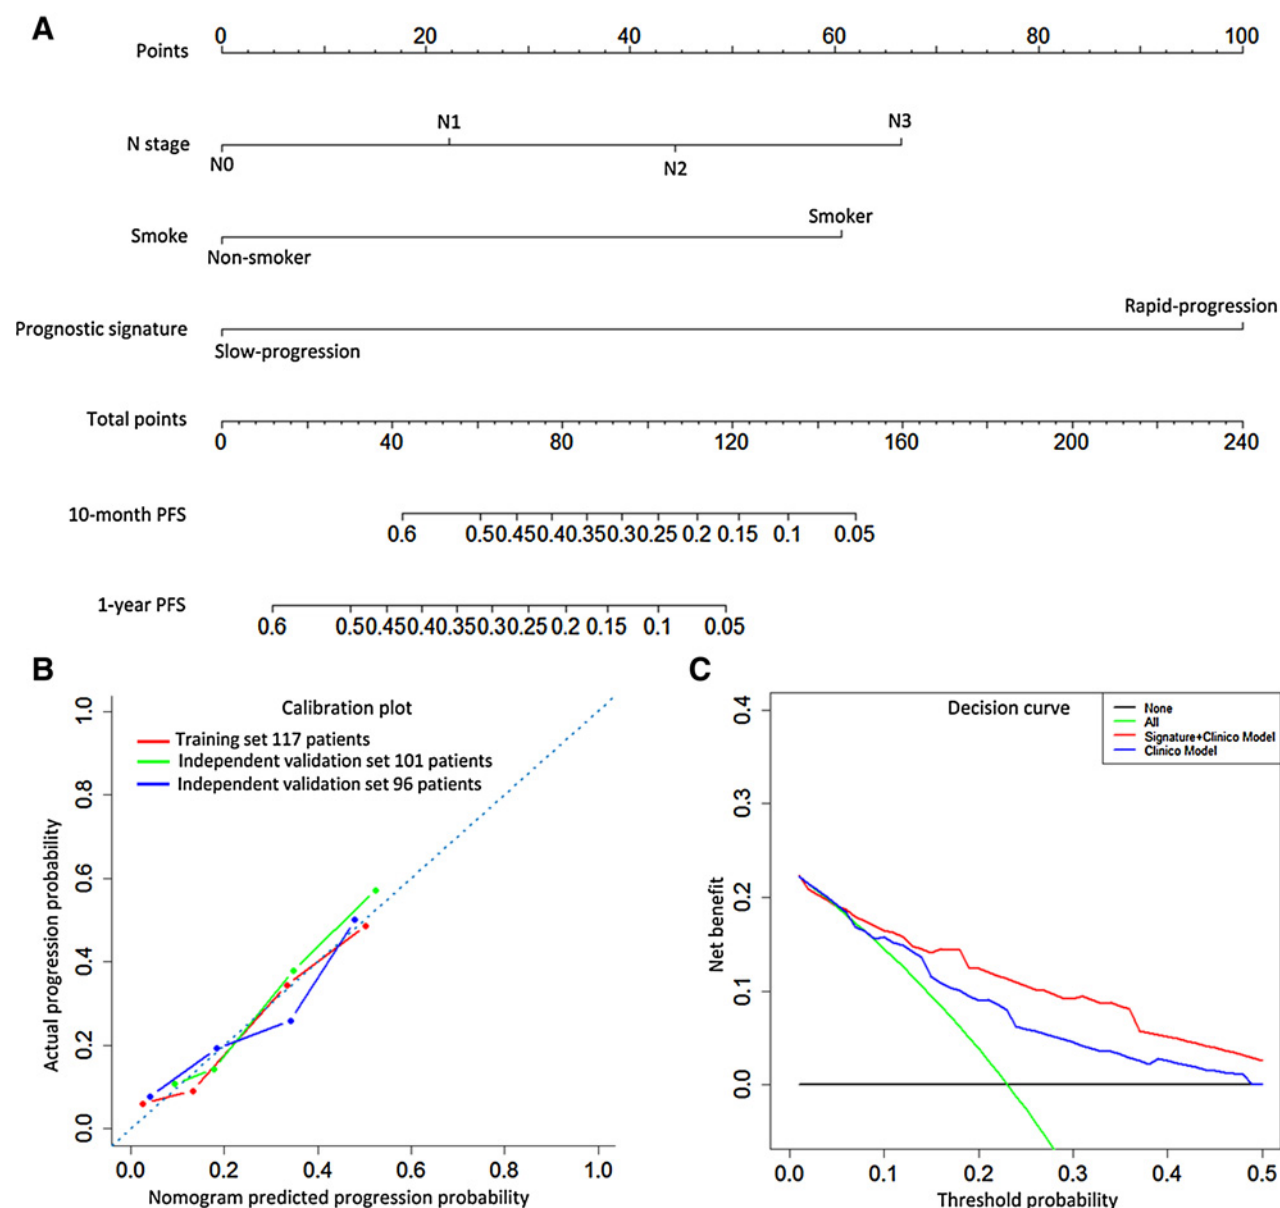 A
Points 0 20 40 60 80 100
N stage N0 N1 N2 N3
Smoke Non-smoker Smoker
Prognostic signature Slow-progression Rapid-progression
Total points 0 40 80 120 160 200 240
10-month PFS 0.6 0.50.450.400.350.300.25 0.2 0.15 0.1 0.05
1-year PFS 0.6 0.50.450.400.350.300.25 0.2 0.15 0.1 0.05
B
Calibration plot
Training set 117 patients
Independent validation set 101 patients
Independent validation set 96 patients
Actual progression probability
1.0
0.8
0.6
0.4
0.2
0.0
0.0 0.2 0.4 0.6 0.8 1.0
Nomogram predicted progression probability
C
Decision curve
None
All
Signature+Clinico Model
Clinico Model
Net benefit
0.4
0.3
0.2
0.1
0.0
0.0 0.1 0.2 0.3 0.4 0.5
Threshold probability